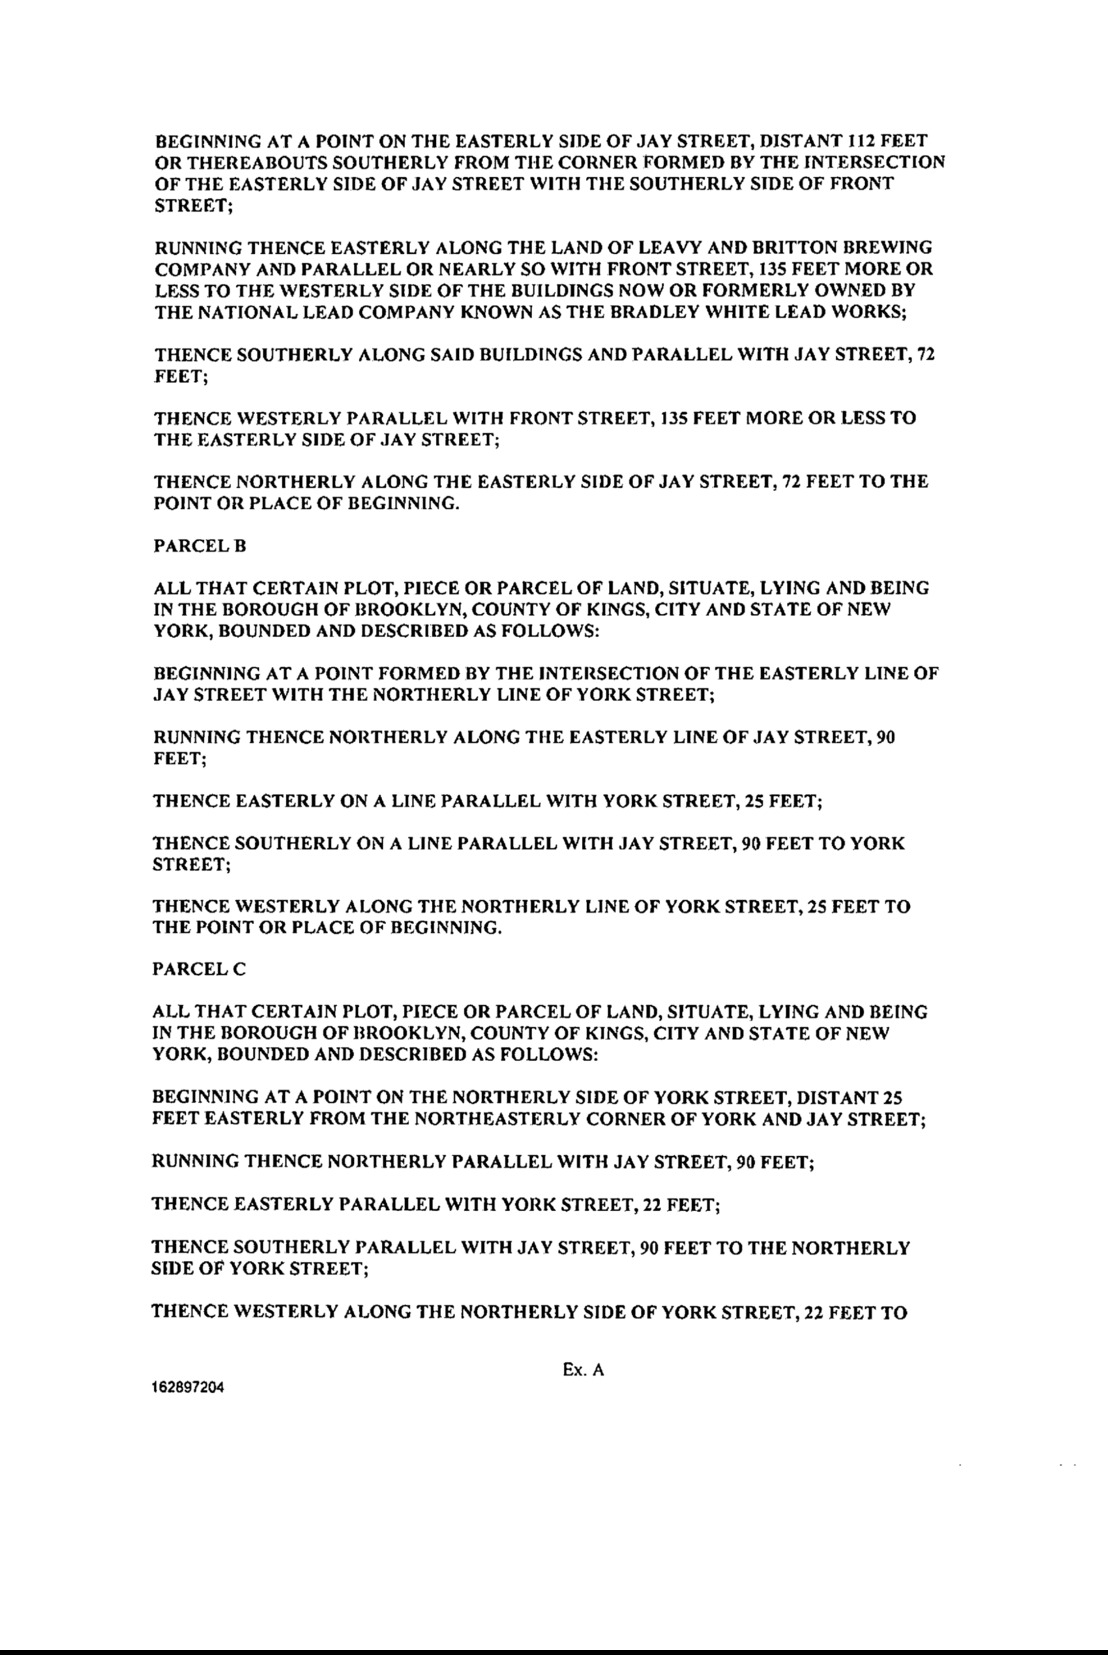 BEGINNING AT A POINT ON THE EASTERLY SIDE OF JAY STREET, DISTANT 112 FEET
OR THEREABOUTS SOUTHERLY FROM THE CORNER FORMED BY THE INTERSECTION
OF THE EASTERLY SIDE OF JAY STREET WITH THE SOUTHERLY SIDE OF FRONT
STREET;
RUNNING THENCE EASTERLY ALONG THE LAND OF LEAVY AND BRITTON BREWING
COMPANY AND PARALLEL OR NEARLY SO WITH FRONT STREET, 135 FEET MORE OR
LESS TO THE WESTERLY SIDE OF THE BUILDINGS NOW OR FORMERLY OWNED BY
THE NATIONAL LEAD COMPANY KNOWN AS THE BRADLEY WHITE LEAD WORKS;
THENCE SOUTHERLY ALONG SAID BUILDINGS AND PARALLEL WITH JAY STREET, 72
FEET;
THENCE WESTERLY PARALLEL WITH FRONT STREET, 135 FEET MORE OR LESS TO
THE EASTERLY SIDE OF JAY STREET;
THENCE NORTHERLY ALONG THE EASTERLY SIDE OF JAY STREET, 72 FEET TO THE
POINT OR PLACE OF BEGINNING.
PARCEL B
ALL THAT CERTAIN PLOT, PIECE OR PARCEL OF LAND, SITUATE, LYING AND BEING
IN THE BOROUGH OF BROOKLYN, COUNTY OF KINGS, CITY AND STATE OF NEW
YORK, BOUNDED AND DESCRIBED AS FOLLOWS:
BEGINNING AT A POINT FORMED BY THE INTERSECTION OF THE EASTERLY LINE OF
JAY STREET WITH THE NORTHERLY LINE OF YORK STREET;
RUNNING THENCE NORTHERLY ALONG THE EASTERLY LINE OF JAY STREET, 90
FEET;
THENCE EASTERLY ON A LINE PARALLEL WITH YORK STREET, 25 FEET;
THENCE SOUTHERLY ON A LINE PARALLEL WITH JAY STREET, 90 FEET TO YORK
STREET;
THENCE WESTERLY ALONG THE NORTHERLY LINE OF YORK STREET, 25 FEET TO
THE POINT OR PLACE OF BEGINNING.
PARCEL C
ALL THAT CERTAIN PLOT, PIECE OR PARCEL OF LAND, SITUATE, LYING AND BEING
IN THE BOROUGH OF BROOKLYN, COUNTY OF KINGS, CITY AND STATE OF NEW
YORK, BOUNDED AND DESCRIBED AS FOLLOWS:
BEGINNING AT A POINT ON THE NORTHERLY SIDE OF YORK STREET, DISTANT 25
FEET EASTERLY FROM THE NORTHEASTERLY CORNER OF YORK AND JAY STREET;
RUNNING THENCE NORTHERLY PARALLEL WITH JAY STREET, 90 FEET;
THENCE EASTERLY PARALLEL WITH YORK STREET, 22 FEET;
THENCE SOUTHERLY PARALLEL WITH JAY STREET, 90 FEET TO THE NORTHERLY
SIDE OF YORK STREET;
THENCE WESTERLY ALONG THE NORTHERLY SIDE OF YORK STREET, 22 FEET TO
Ex. A
162897204